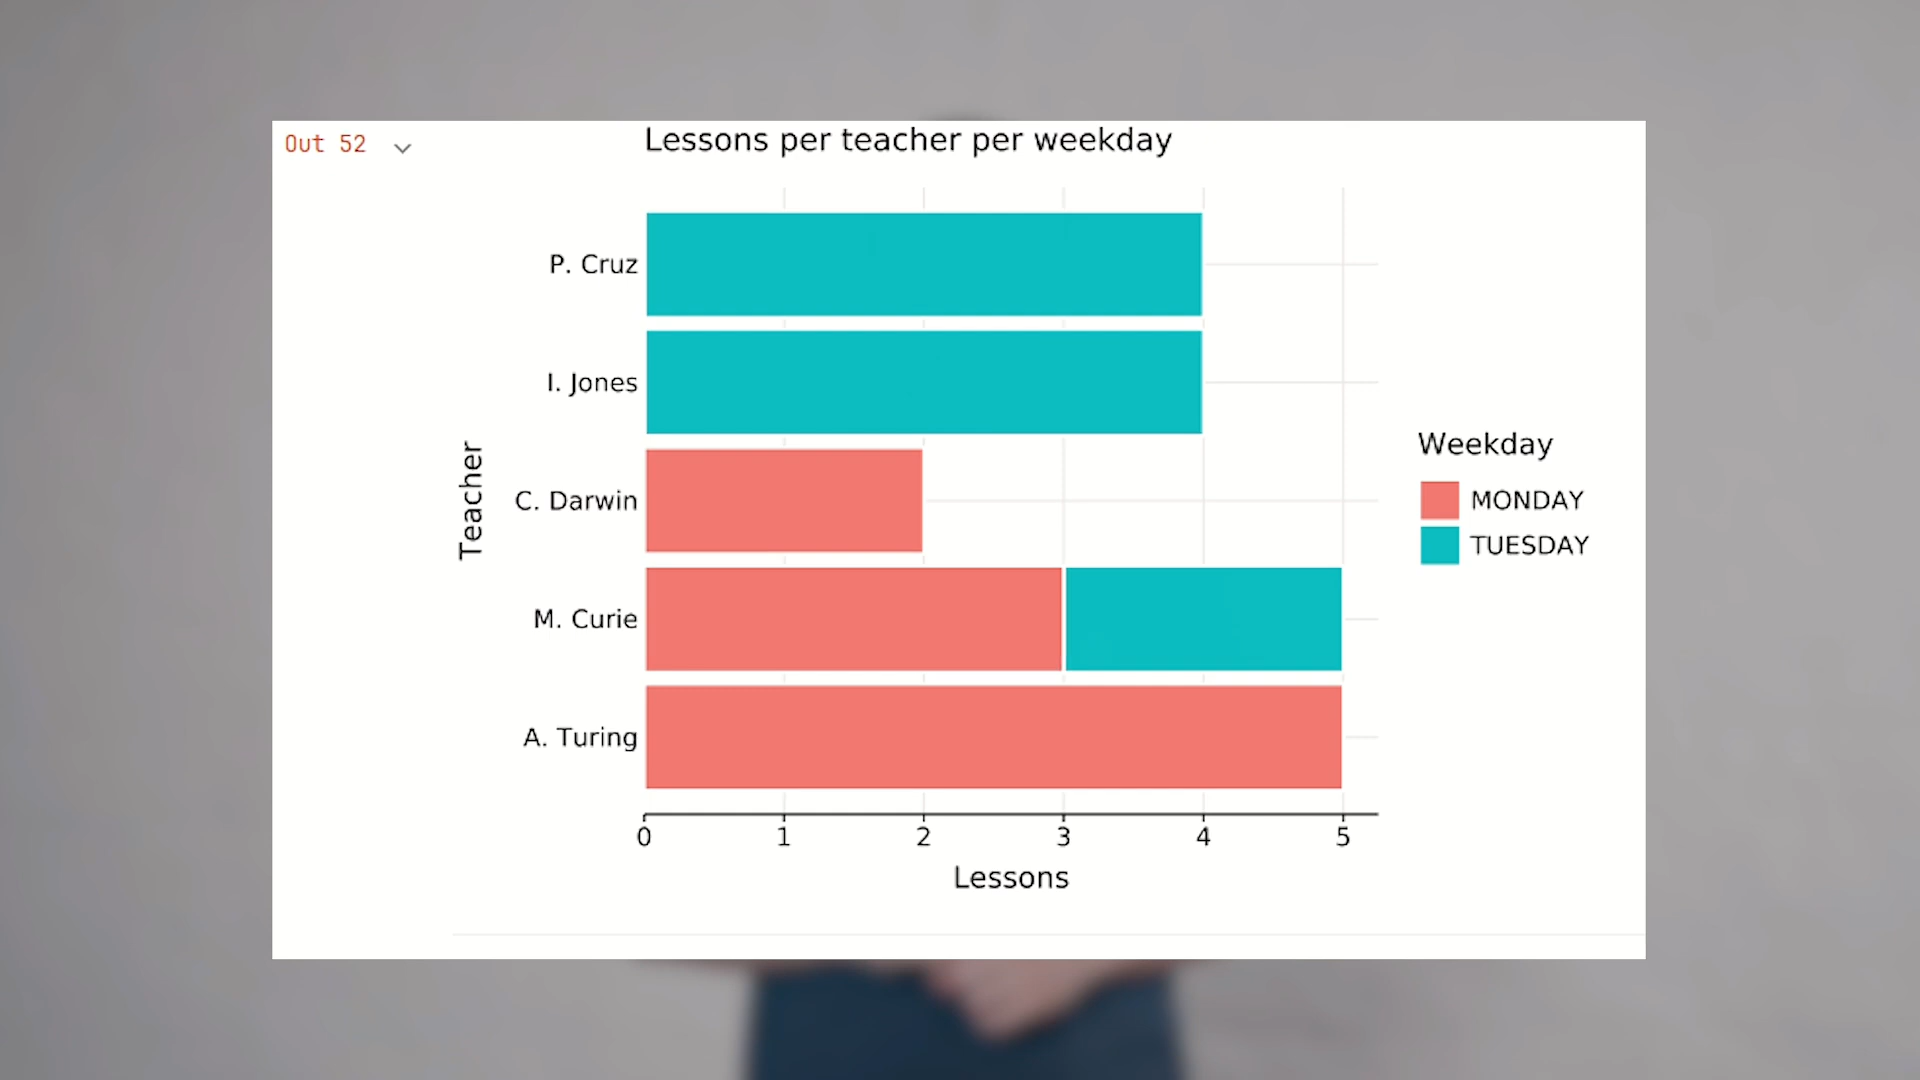 Out 52
Lessons per teacher per weekday
P. Cruz
I. Jones
C. Darwin
M. Curie
A. Turing
Teacher
0 1 2 3 4 5
Lessons
Weekday
MONDAY
TUESDAY